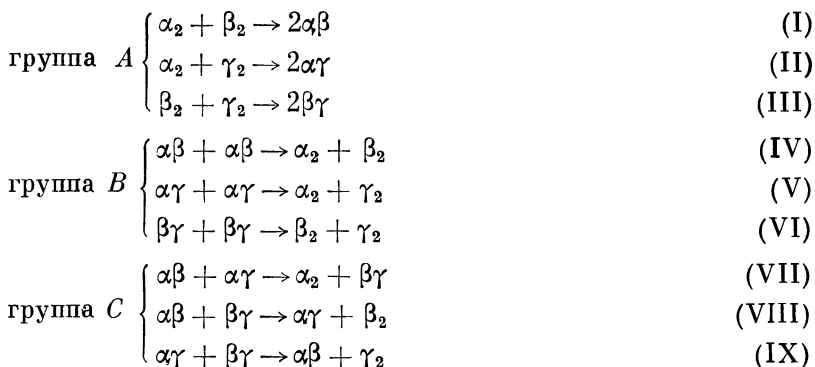 α₂ + β₂ → 2αβ (I)
группа A α₂ + γ₂ → 2αγ (II)
β₂ + γ₂ → 2βγ (III)
αβ + αβ → α₂ + β₂ (IV)
группа B αγ + αγ → α₂ + γ₂ (V)
βγ + βγ → β₂ + γ₂ (VI)
αβ + αγ → α₂ + βγ (VII)
группа C αβ + βγ → αγ + β₂ (VIII)
αγ + βγ → αβ + γ₂ (IX)